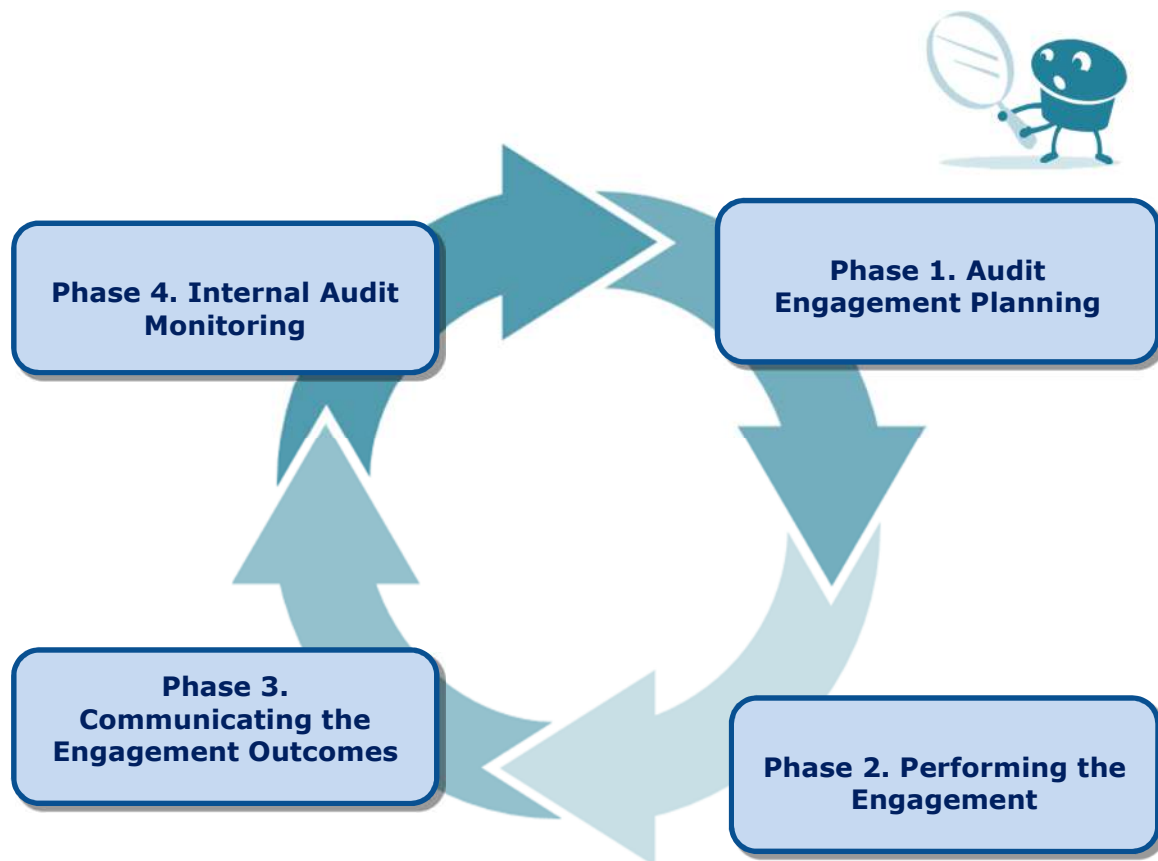 Phase 1. Audit
Engagement Planning
Phase 2. Performing the
Engagement
Phase 3.
Communicating the
Engagement Outcomes
Phase 4. Internal Audit
Monitoring